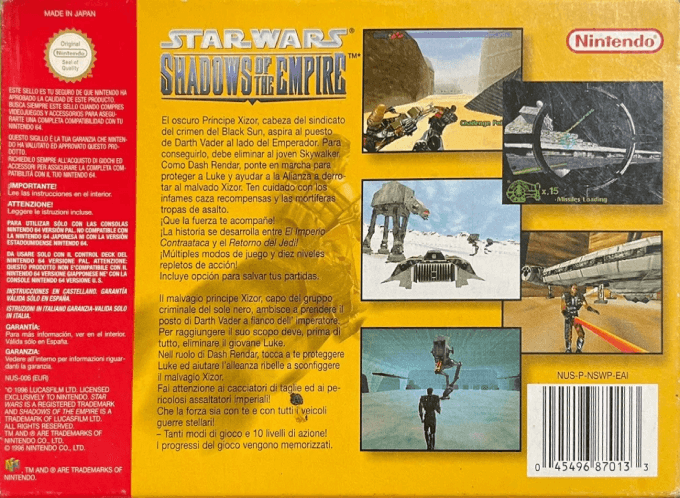 MADE IN JAPAN
Original
Nintendo
Seal of
Quality
ESTE SELLO ES TU SEGURO DE QUE NINTENDO HA
APROBADO LA CALIDAD DE ESTE PRODUCTO.
BUSCA SIEMPRE ESTE SELLO CUANDO COMPRES
VIDEOJUEGOS Y ACCESORIOS PARA ASEGU-
RARTE UNA COMPLETA COMPATIBILIDAD CON TU
NINTENDO 64.
QUESTO SIGILLO È LA TUA GARANZIA CHE NINTEN-
DO HA VALUTATO ED APPROVATO QUESTO PRO-
DOTTO.
RICHIEDILO SEMPRE ALL'ACQUISTO DI GIOCHI ED
ACCESSORI PER ASSICURARE LA COMPLETA COM-
PATIBILITÀ CON IL TUO NINTENDO 64.
¡IMPORTANTE!
Lee las instrucciones en el interior.
ATTENZIONE!
Leggere le istruzioni incluse.
PARA UTILIZAR SÓLO CON LAS CONSOLAS
NINTENDO 64 VERSIÓN PAL. NO COMPATIBLE CON
LA NINTENDO 64 JAPONESA NI CON LA VERSIÓN
ESTADOUNIDENSE NINTENDO 64.
DA USARE SOLO CON IL CONTROL DECK DEL
NINTENDO 64 VERSIONE PAL. ATTENZIONE:
QUESTO PRODOTTO NON E'COMPATIBILE CON IL
NINTENDO 64 VERSIONE GIAPPONESE NE' CON LA
CONSOLE NINTENDO 64 VERSIONE U.S.
INSTRUCCIONES EN CASTELLANO. GARANTÍA
VÁLIDA SÓLO EN ESPAÑA.
ISTRUZIONI IN ITALIANO GARANZIA-VALIDA SOLO
IN ITALIA.
GARANTÍA:
Para más información, ver en el interior.
Válida sólo en España.
GARANZIA:
Vedere all'interno per informazioni riguar-
danti la garanzia.
NUS-006 (EUR)
"© 1996 LUCASFILM LTD. LICENSED
EXCLUSIVELY TO NINTENDO. STAR
WARS IS A REGISTERED TRADEMARK
AND SHADOWS OF THE EMPIRE IS A
TRADEMARK OF LUCASFILM LTD.
ALL RIGHTS RESERVED.
TM AND ® ARE TRADEMARKS OF
NINTENDO CO., LTD.
© 1996 NINTENDO CO., LTD.
TM AND ® ARE TRADEMARKS OF
NINTENDO.
STAR WARS®
SHADOWS OF THE EMPIRE™
El oscuro Príncipe Xizor, cabeza del sindicato
del crimen del Black Sun, aspira al puesto
de Darth Vader al lado del Emperador. Para
conseguirlo, debe eliminar al joven Skywalker.
Como Dash Rendar, ponte en marcha para
proteger a Luke y ayudar a la Alianza a derro-
tar al malvado Xizor. Ten cuidado con los
infames caza recompensas y las mortíferas
tropas de asalto.
¡Que la fuerza te acompañe!
¡La historia se desarrolla entre El Imperio
Contraataca y el Retorno del Jedi!
¡Múltiples modos de juego y diez niveles
repletos de acción!
Incluye opción para salvar tus partidas.
Il malvagio principe Xizor, capo del gruppo
criminale del sole nero, ambisce a prendere il
posto di Darth Vader a fianco dell' imperatore.
Per raggiungere il suo scopo deve, prima di
tutto, eliminare il giovane Luke.
Nell ruolo di Dash Rendar, tocca a te proteggere
Luke ed aiutare l'alleanza ribelle a sconfiggere
il malvagio Xizor.
Fai attenzione ai cacciatori di taglie ed ai pe-
ricolosi assaltatori imperiali!
Che la forza sia con te e con tutti i veicoli
guerre stellari!
– Tanti modi di gioco e 10 livelli di azione!
I progressi del gioco vengono memorizzati.
Nintendo®
Challenge Poi
x.15
Missiles Loading
NUS-P-NSWP-EAI
0 45496 87013 3